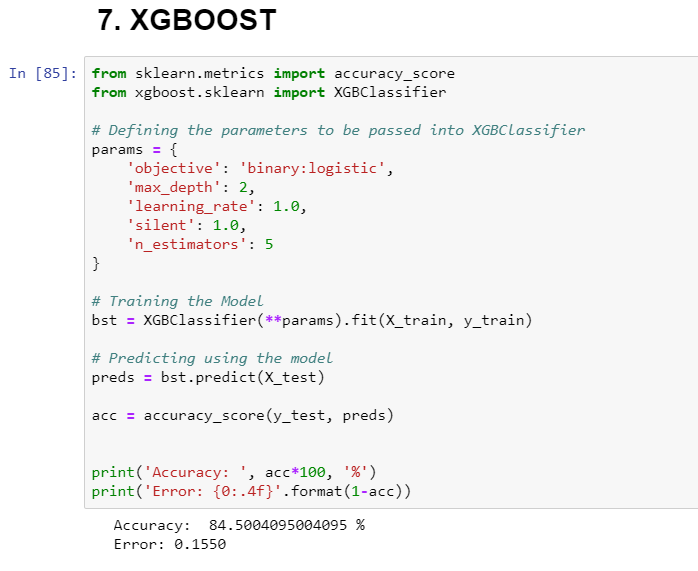 7. XGBOOST
In [85]:
from sklearn.metrics import accuracy_score
from xgboost.sklearn import XGBClassifier
# Defining the parameters to be passed into XGBClassifier
params = {
    'objective': 'binary:logistic',
    'max_depth': 2,
    'learning_rate': 1.0,
    'silent': 1.0,
    'n_estimators': 5
}
# Training the Model
bst = XGBClassifier(**params).fit(X_train, y_train)
# Predicting using the model
preds = bst.predict(X_test)
acc = accuracy_score(y_test, preds)
print('Accuracy: ', acc*100, '%')
print('Error: {0:.4f}'.format(1-acc))
Accuracy:  84.5004095004095 %
Error: 0.1550